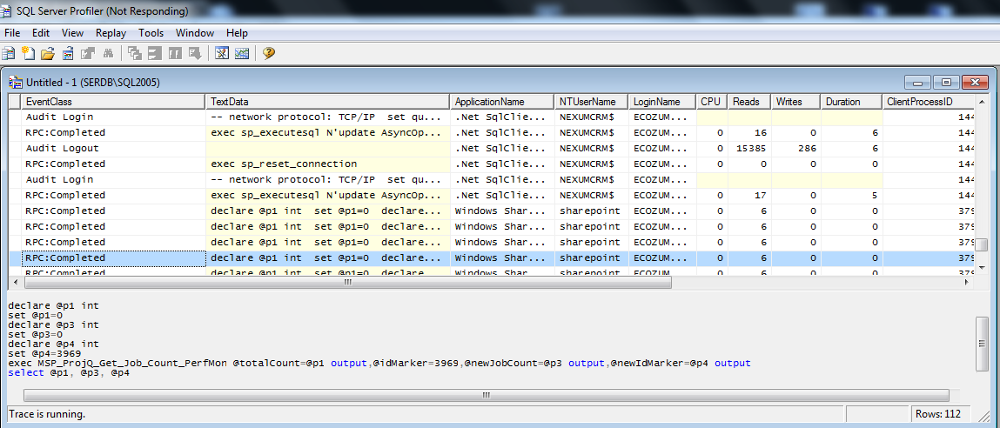 SQL Server Profiler (Not Responding)
File Edit View Replay Tools Window Help
Untitled - 1 (SERDB\SQL2005)
EventClass TextData ApplicationName NTUserName LoginName CPU Reads Writes Duration ClientProcessID
Audit Login -- network protocol: TCP/IP set qu... .Net SqlClie... NEXUMCRM$ ECOZUM... 144
RPC:Completed exec sp_executesql N'update AsyncOp... .Net SqlClie... NEXUMCRM$ ECOZUM... 0 16 0 6 144
Audit Logout .Net SqlClie... NEXUMCRM$ ECOZUM... 0 15385 286 6 144
RPC:Completed exec sp_reset_connection .Net SqlClie... NEXUMCRM$ ECOZUM... 0 0 0 0 144
Audit Login -- network protocol: TCP/IP set qu... .Net SqlClie... NEXUMCRM$ ECOZUM... 144
RPC:Completed exec sp_executesql N'update AsyncOp... .Net SqlClie... NEXUMCRM$ ECOZUM... 0 17 0 5 144
RPC:Completed declare @p1 int set @p1=0 declare... Windows Shar... sharepoint ECOZUM... 0 6 0 0 379
RPC:Completed declare @p1 int set @p1=0 declare... Windows Shar... sharepoint ECOZUM... 0 6 0 0 379
RPC:Completed declare @p1 int set @p1=0 declare... Windows Shar... sharepoint ECOZUM... 0 6 0 0 379
RPC:Completed declare @p1 int set @p1=0 declare... Windows Shar... sharepoint ECOZUM... 0 6 0 0 379
RPC:Completed declare @p1 int set @p1=0 declare Windows Shar sharepoint ECOZUM 0 6 0 0 379
declare @p1 int
set @p1=0
declare @p3 int
set @p3=0
declare @p4 int
set @p4=3969
exec MSP_ProjQ_Get_Job_Count_PerfMon @totalCount=@p1 output,@idMarker=3969,@newJobCount=@p3 output,@newIdMarker=@p4 output
select @p1, @p3, @p4
Trace is running.
Rows: 112